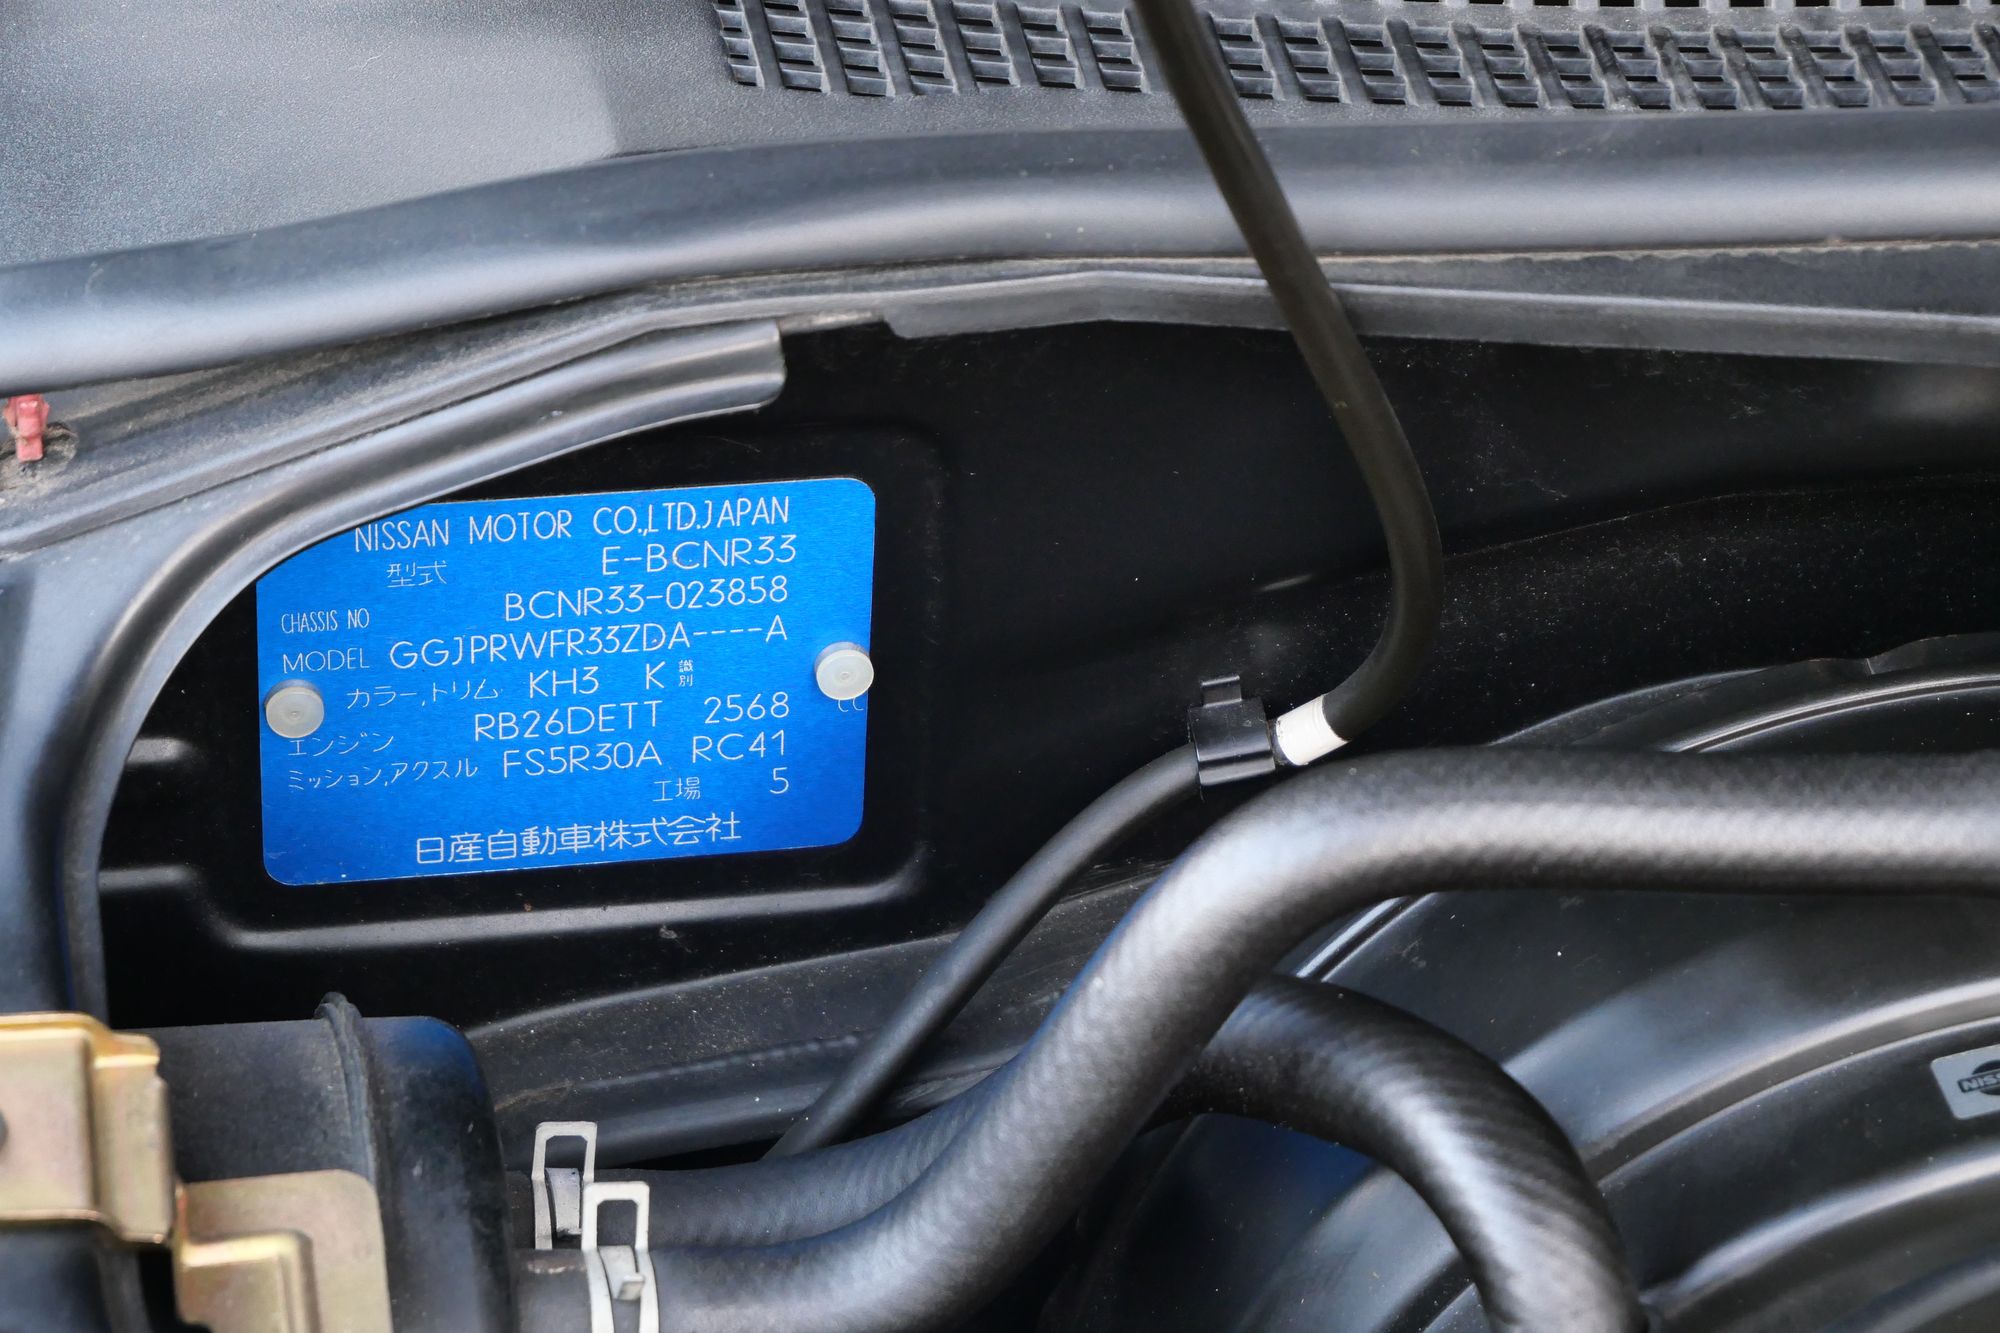 NISSAN MOTOR CO.,LTD.JAPAN
型式 E-BCNR33
CHASSIS NO BCNR33-023858
MODEL GGJPRWFR33ZDA----A
カラー,トリム KH3 K 識別
エンジン RB26DETT 2568 CC
ミッション,アクスル FS5R30A RC41
工場 5
日産自動車株式会社